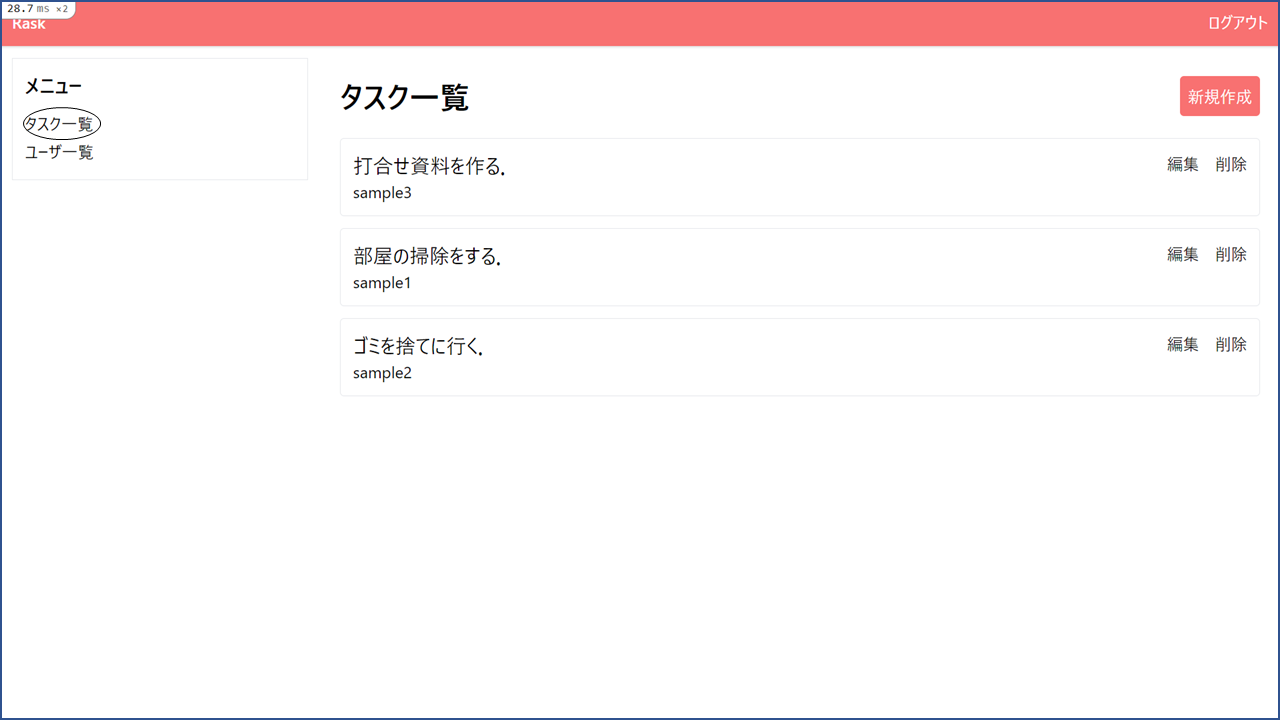 28.7 ms ×2
Rask
ログアウト
メニュー
タスク一覧
ユーザ一覧
タスク一覧
新規作成
打合せ資料を作る．
編集 削除
sample3
部屋の掃除をする．
編集 削除
sample1
ゴミを捨てに行く．
編集 削除
sample2